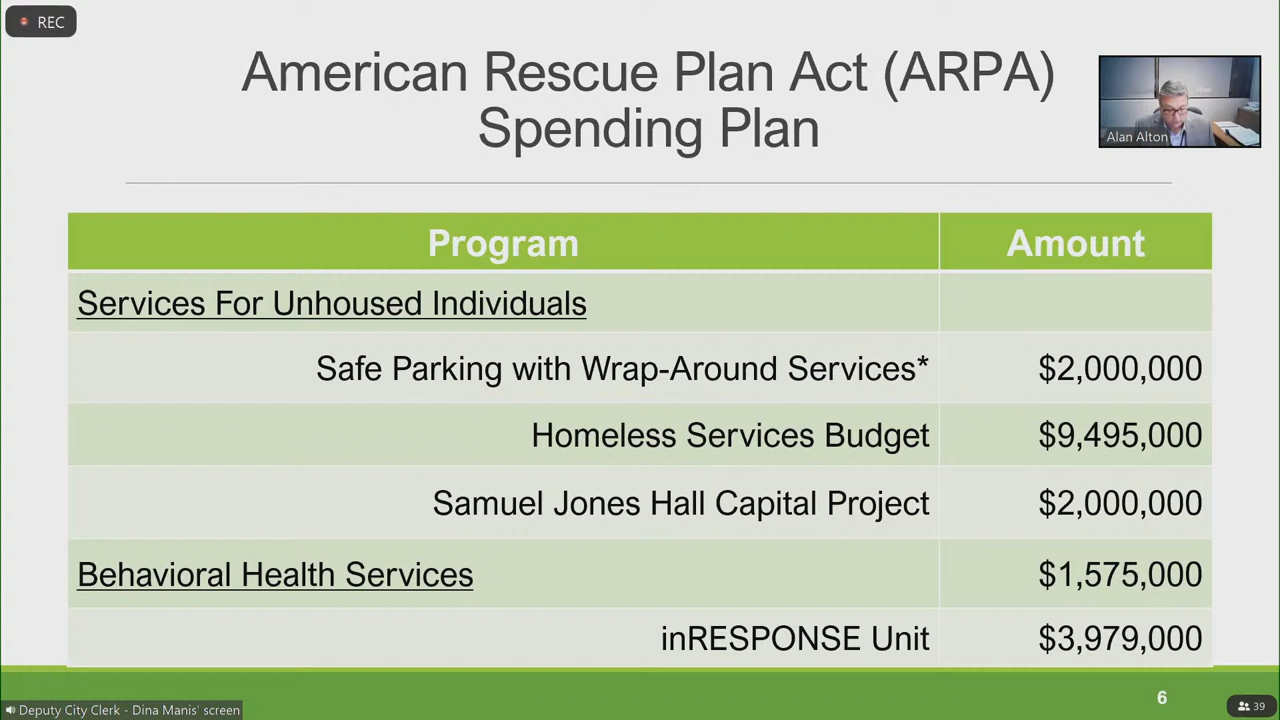 REC
American Rescue Plan Act (ARPA)
Spending Plan
Alan Alton
Program Amount
Services For Unhoused Individuals
Safe Parking with Wrap-Around Services* $2,000,000
Homeless Services Budget $9,495,000
Samuel Jones Hall Capital Project $2,000,000
Behavioral Health Services $1,575,000
inRESPONSE Unit $3,979,000
6
Deputy City Clerk - Dina Manis' screen
39